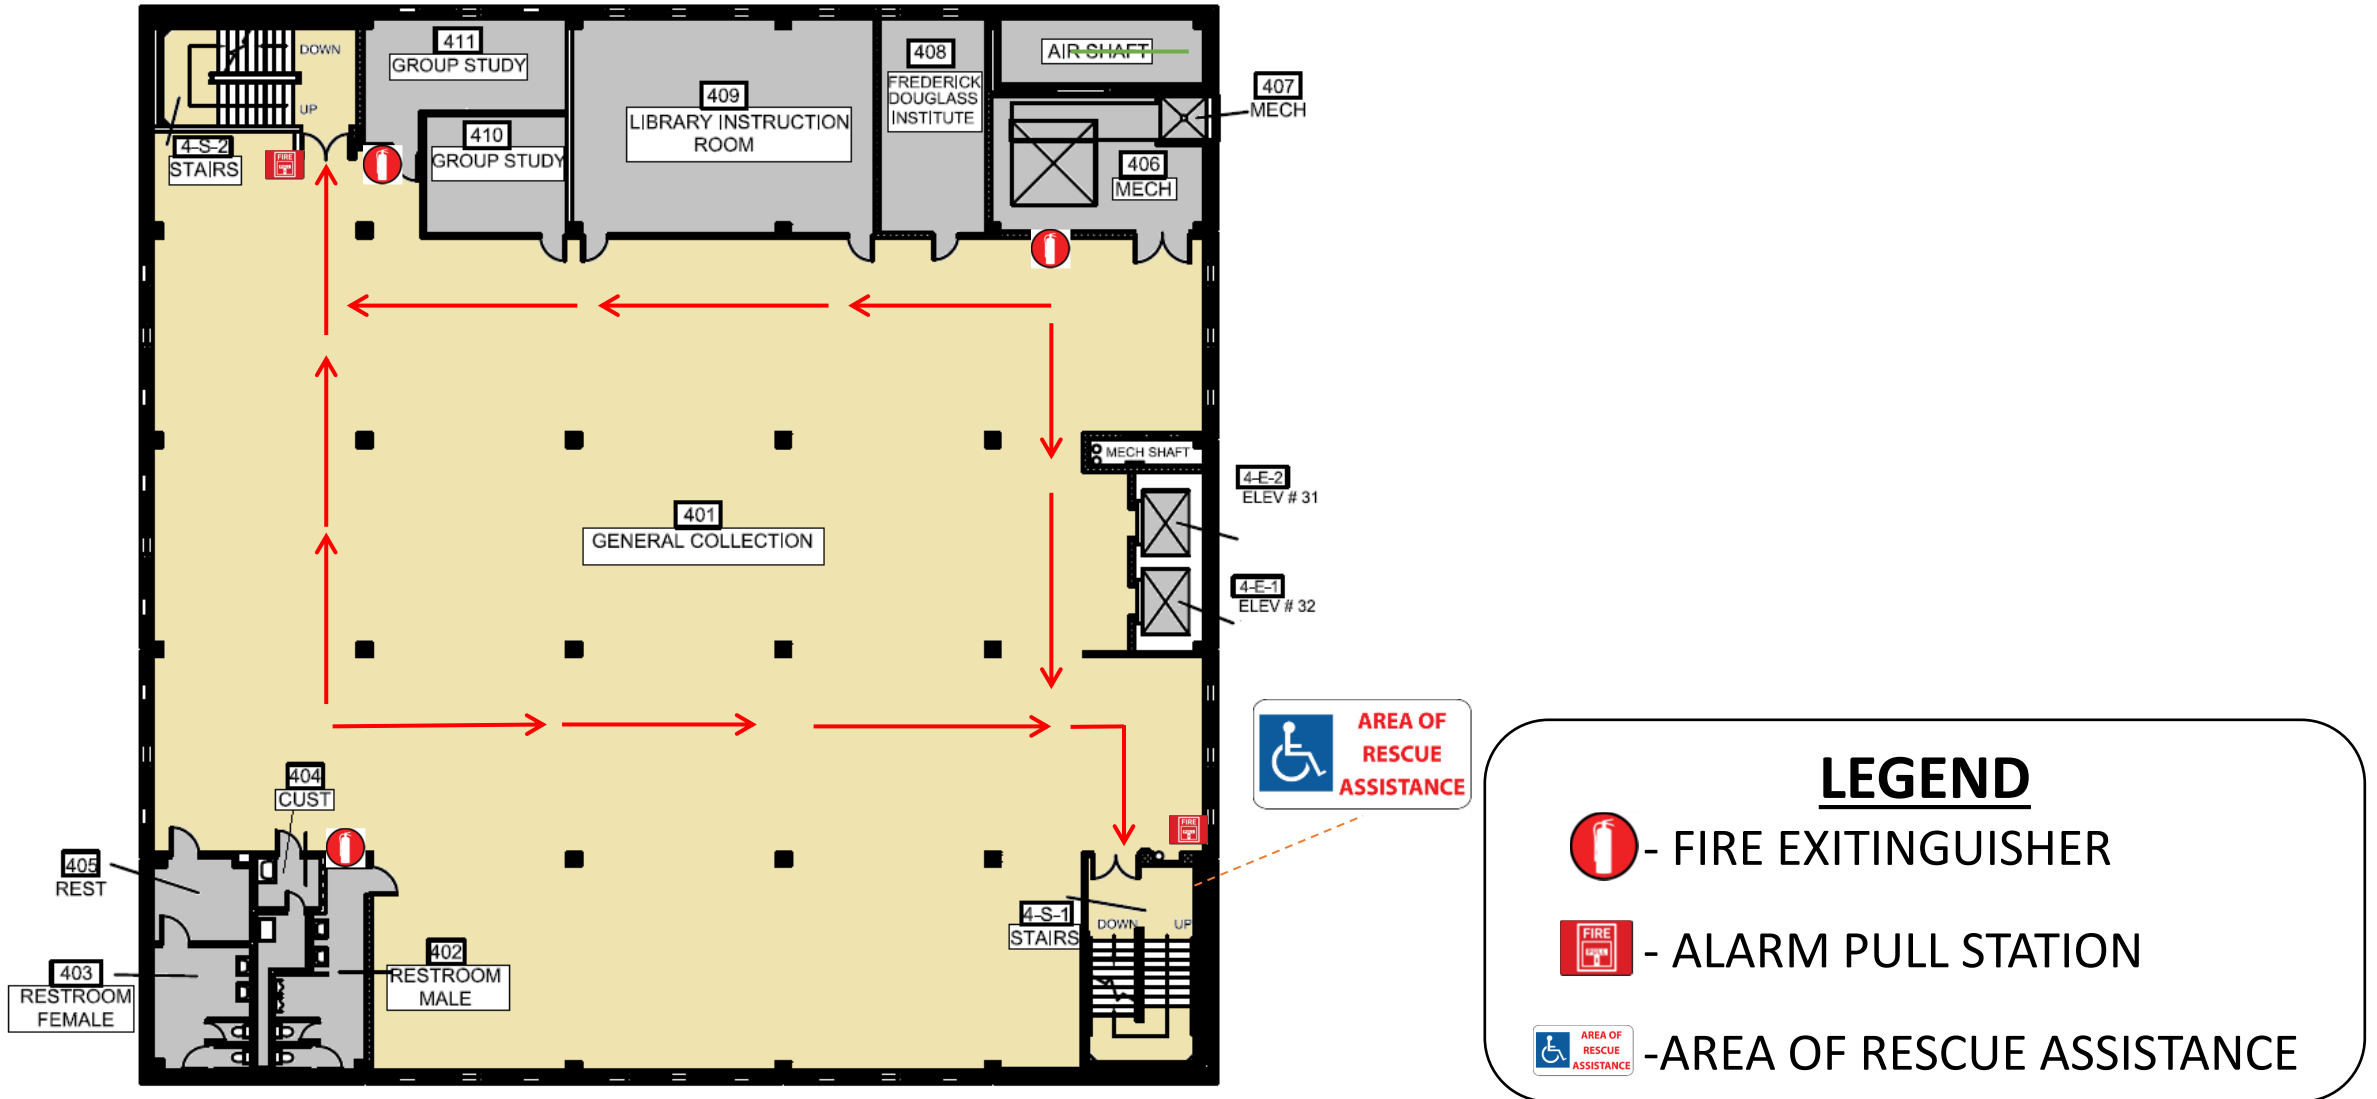 411
GROUP STUDY
DOWN
UP
4-S-2
STAIRS
FIRE
410
GROUP STUDY
409
LIBRARY INSTRUCTION
ROOM
408
FREDERICK
DOUGLASS
INSTITUTE
AIR SHAFT
407
MECH
406
MECH
MECH SHAFT
4-E-2
ELEV # 31
4-E-1
ELEV # 32
401
GENERAL COLLECTION
404
CUST
405
REST
403
RESTROOM
FEMALE
402
RESTROOM
MALE
4-S-1
STAIRS
DOWN
UP
FIRE
AREA OF
RESCUE
ASSISTANCE
LEGEND
- FIRE EXITINGUISHER
FIRE
PULL
- ALARM PULL STATION
AREA OF
RESCUE
ASSISTANCE
-AREA OF RESCUE ASSISTANCE